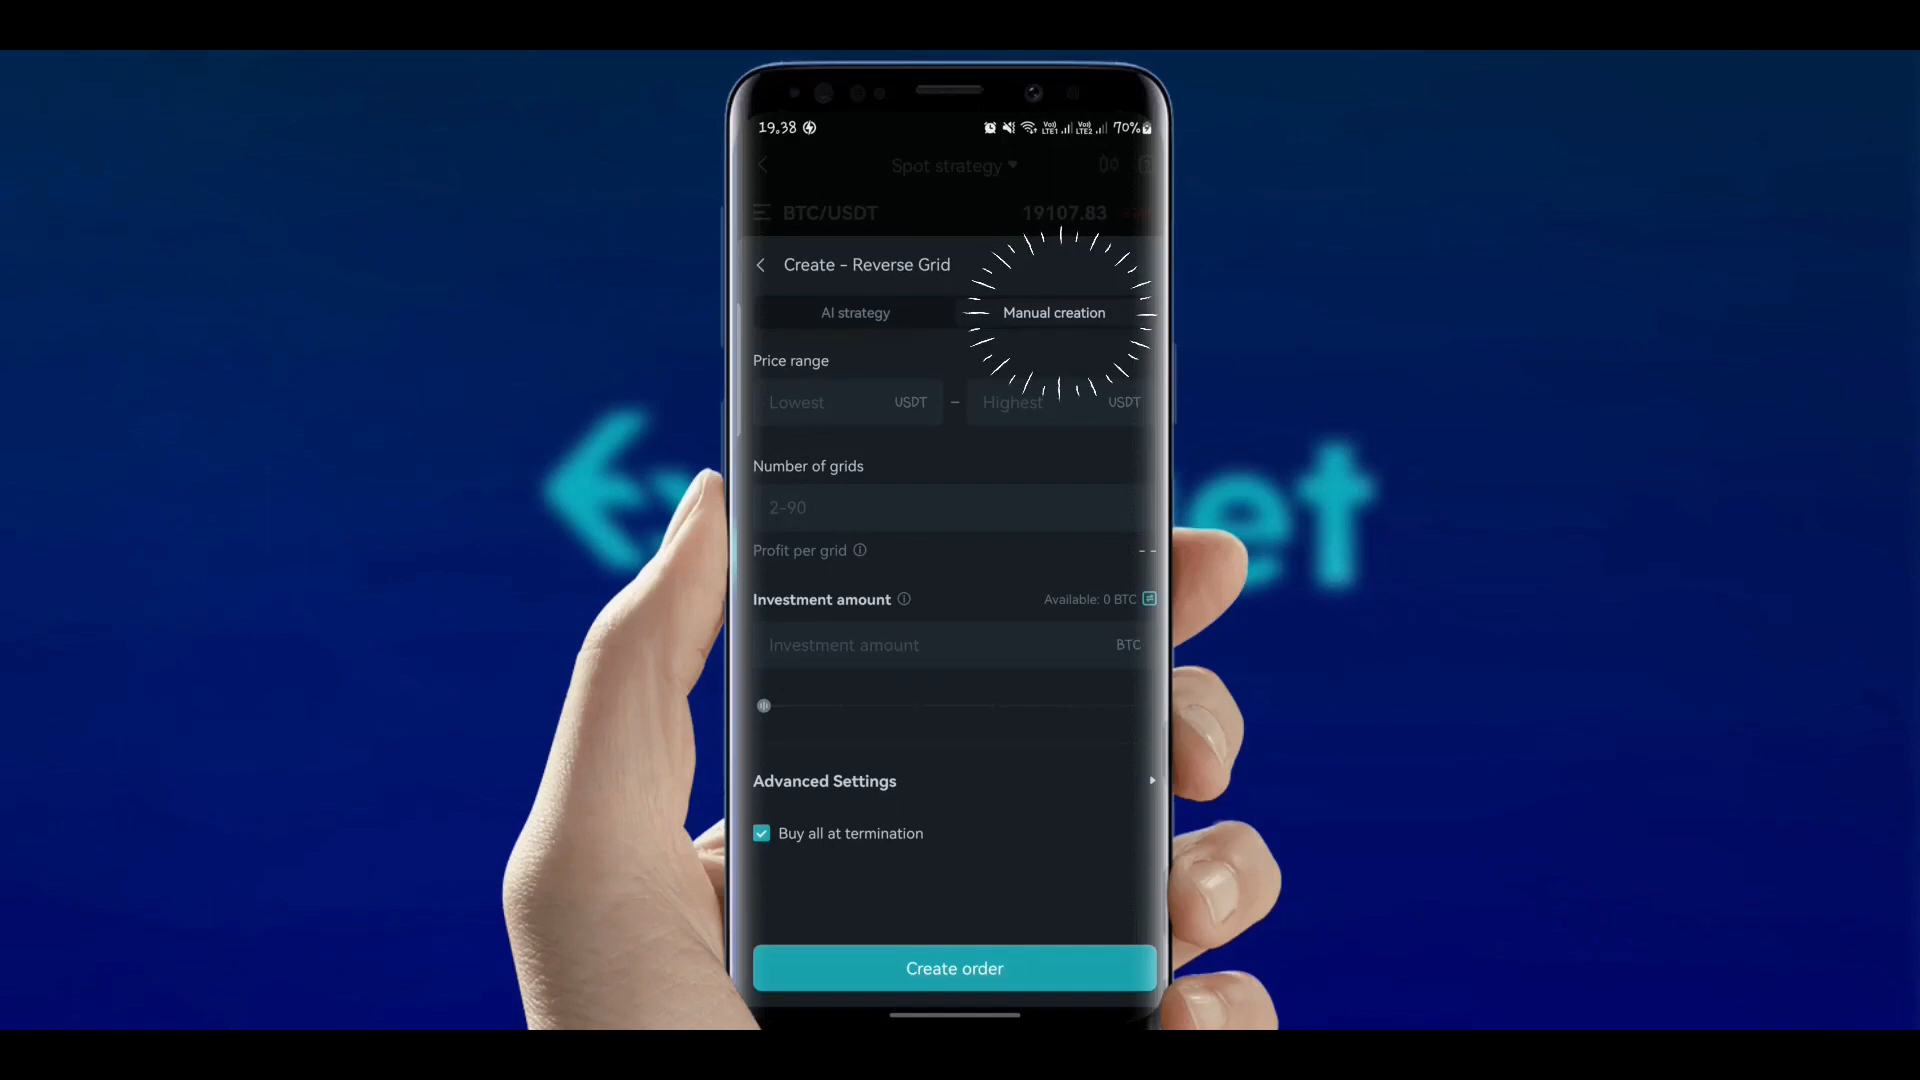 19.38 70%
Spot strategy
BTC/USDT 19107.83
Create - Reverse Grid
AI strategy Manual creation
Price range
Lowest USDT - Highest USDT
Number of grids
2-90
Profit per grid --
Investment amount Available: 0 BTC
Investment amount BTC
Advanced Settings
Buy all at termination
Create order
et